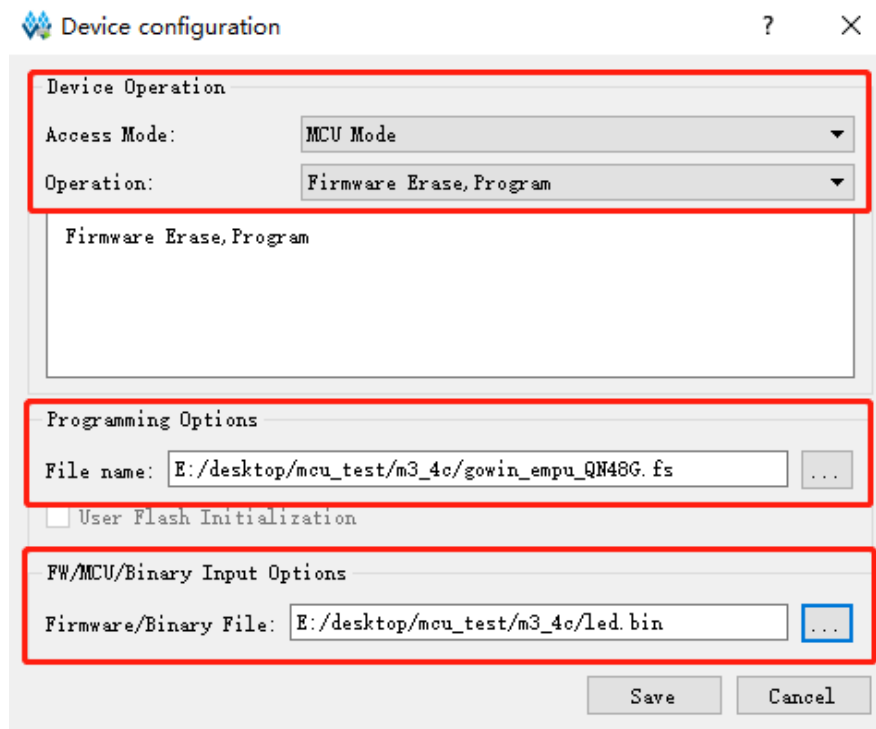 Device configuration
?
Device Operation
Access Mode:
MCU Mode
Operation:
Firmware Erase,Program
Firmware Erase,Program
Programming Options
File name:
E:/desktop/mcu_test/m3_4c/gowin_empu_QN48G.fs
...
User Flash Initialization
FW/MCU/Binary Input Options
Firmware/Binary File:
E:/desktop/mcu_test/m3_4c/led.bin
...
Save
Cancel